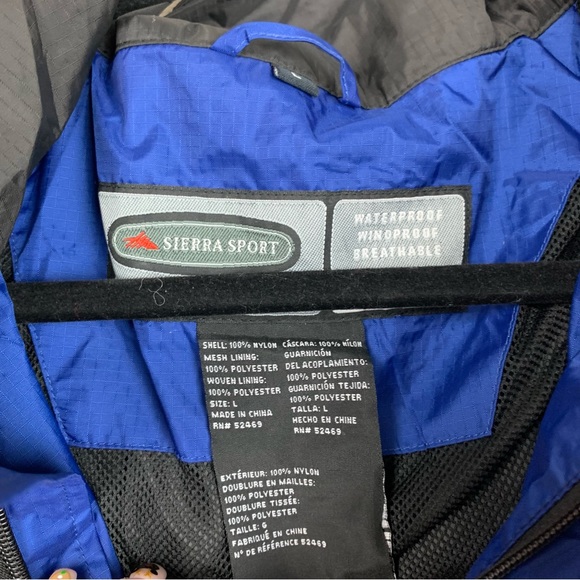 SIERRA SPORT
WATERPROOF
WINDPROOF
BREATHABLE
SHELL: 100% NYLON
MESH LINING:
100% POLYESTER
WOVEN LINING:
100% POLYESTER
SIZE: L
MADE IN CHINA
RN# 52469
CÁSCARA: 100% NILON
GUARNICIÓN
DEL ACOPLAMIENTO:
100% POLYESTER
GUARNICIÓN TEJIDA:
100% POLYESTER
TALLA: L
HECHO EN CHINE
RN# 52469
EXTÉRIEUR: 100% NYLON
DOUBLURE EN MAILLES:
100% POLYESTER
DOUBLURE TISSÉE:
100% POLYESTER
TAILLE: G
FABRIQUÉ EN CHINE
N° DE RÉFÉRENCE 52469